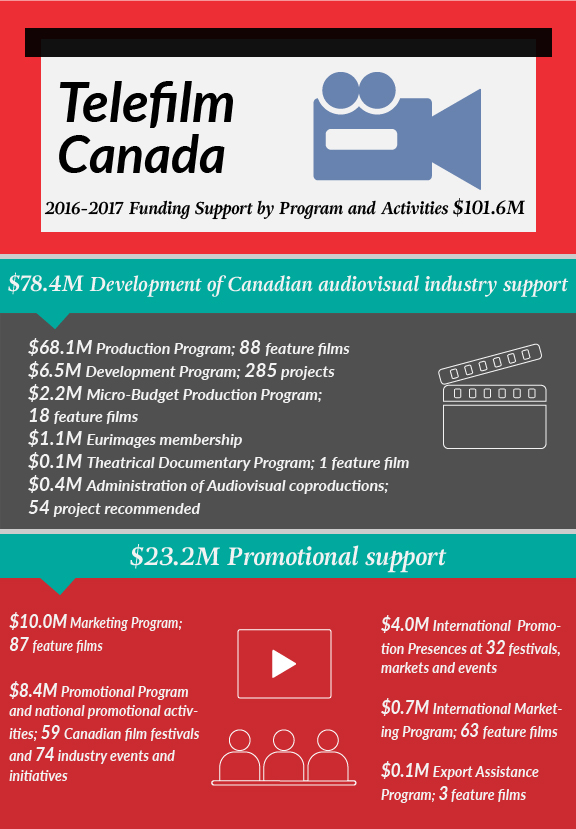 Telefilm
Canada
2016-2017 Funding Support by Program and Activities $101.6M
$78.4M Development of Canadian audiovisual industry support
$68.1M Production Program; 88 feature films
$6.5M Development Program; 285 projects
$2.2M Micro-Budget Production Program;
18 feature films
$1.1M Eurimages membership
$0.1M Theatrical Documentary Program; 1 feature film
$0.4M Administration of Audiovisual coproductions;
54 project recommended
$23.2M Promotional support
$10.0M Marketing Program;
87 feature films
$8.4M Promotional Program
and national promotional activ-
ities; 59 Canadian film festivals
and 74 industry events and
initiatives
$4.0M International Promo-
tion Presences at 32 festivals,
markets and events
$0.7M International Market-
ing Program; 63 feature films
$0.1M Export Assistance
Program; 3 feature films